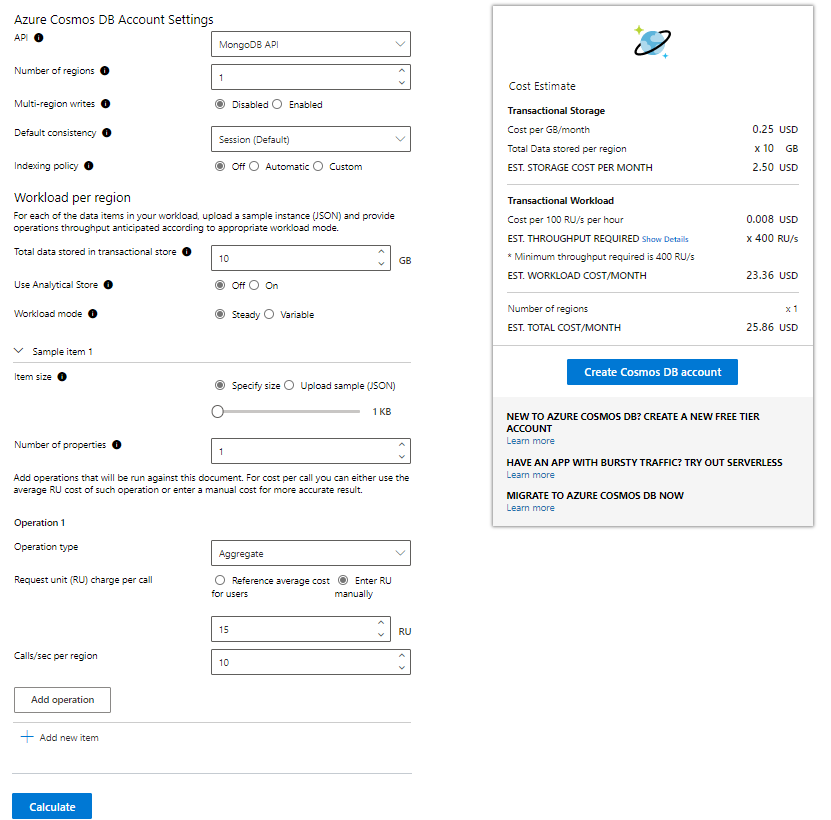 Azure Cosmos DB Account Settings
API
MongoDB API
Number of regions
1
Multi-region writes
Disabled Enabled
Default consistency
Session (Default)
Indexing policy
Off Automatic Custom
Workload per region
For each of the data items in your workload, upload a sample instance (JSON) and provide
operations throughput anticipated according to appropriate workload mode.
Total data stored in transactional store
10 GB
Use Analytical Store
Off On
Workload mode
Steady Variable
Sample item 1
Item size
Specify size Upload sample (JSON)
1 KB
Number of properties
1
Add operations that will be run against this document. For cost per call you can either use the
average RU cost of such operation or enter a manual cost for more accurate result.
Operation 1
Operation type
Aggregate
Request unit (RU) charge per call
Reference average cost
for users
Enter RU
manually
15 RU
Calls/sec per region
10
Add operation
Add new item
Calculate
Cost Estimate
Transactional Storage
Cost per GB/month 0.25 USD
Total Data stored per region x 10 GB
EST. STORAGE COST PER MONTH 2.50 USD
Transactional Workload
Cost per 100 RU/s per hour 0.008 USD
EST. THROUGHPUT REQUIRED Show Details x 400 RU/s
* Minimum throughput required is 400 RU/s
EST. WORKLOAD COST/MONTH 23.36 USD
Number of regions x 1
EST. TOTAL COST/MONTH 25.86 USD
Create Cosmos DB account
NEW TO AZURE COSMOS DB? CREATE A NEW FREE TIER
ACCOUNT
Learn more
HAVE AN APP WITH BURSTY TRAFFIC? TRY OUT SERVERLESS
Learn more
MIGRATE TO AZURE COSMOS DB NOW
Learn more